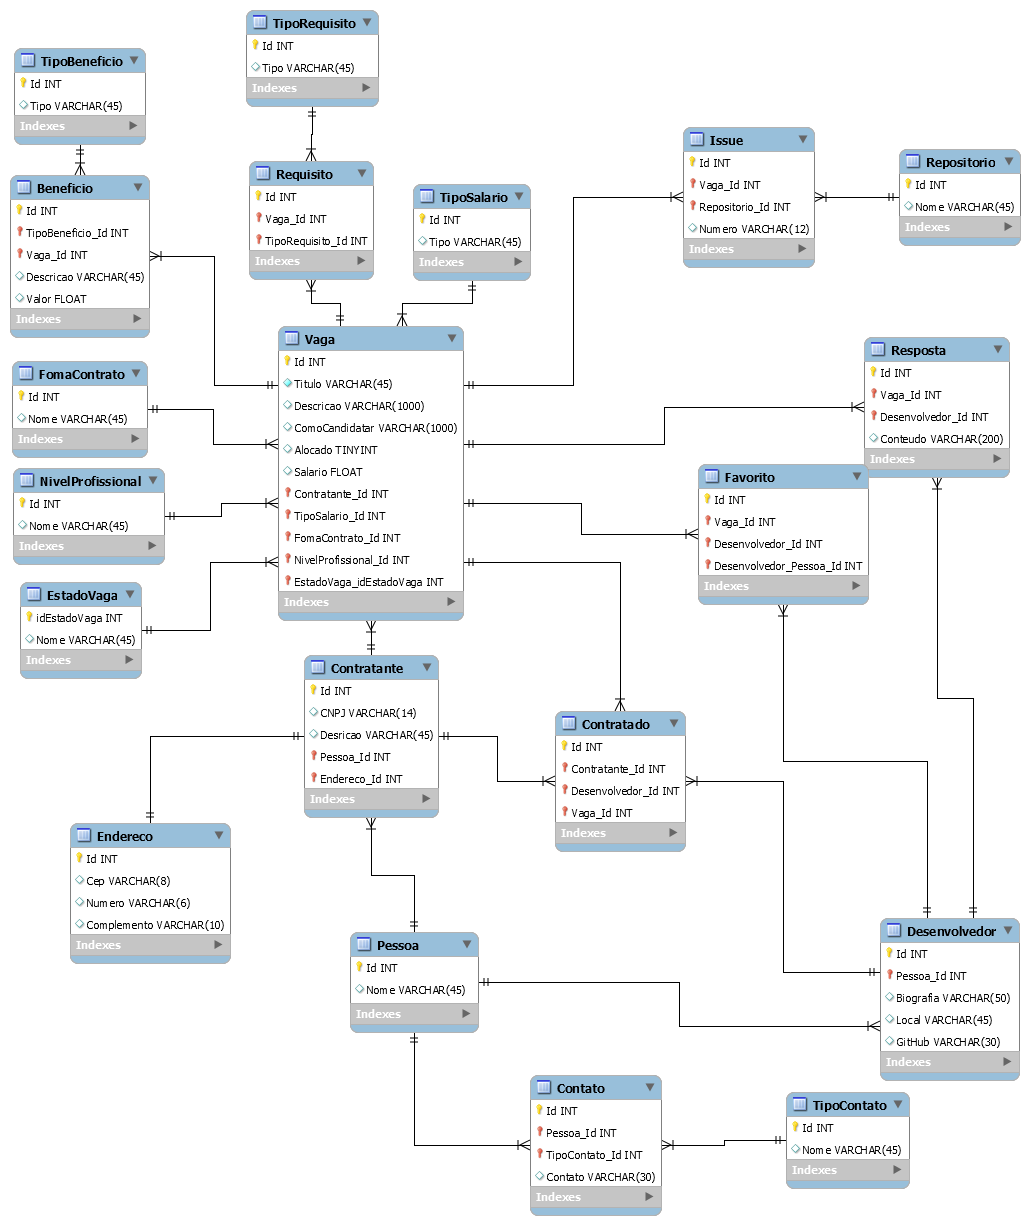 TipoRequisito
Id INT
Tipo VARCHAR(45)
Indexes
TipoBeneficio
Id INT
Tipo VARCHAR(45)
Indexes
Issue
Id INT
Vaga_Id INT
Repositorio_Id INT
Numero VARCHAR(12)
Indexes
Repositorio
Id INT
Nome VARCHAR(45)
Indexes
Requisito
Id INT
Vaga_Id INT
TipoRequisito_Id INT
Indexes
Beneficio
Id INT
TipoBeneficio_Id INT
Vaga_Id INT
Descricao VARCHAR(45)
Valor FLOAT
Indexes
TipoSalario
Id INT
Tipo VARCHAR(45)
Indexes
Vaga
Id INT
Titulo VARCHAR(45)
Descricao VARCHAR(1000)
ComoCandidatar VARCHAR(1000)
Alocado TINYINT
Salario FLOAT
Contratante_Id INT
TipoSalario_Id INT
FomaContrato_Id INT
NivelProfissional_Id INT
EstadoVaga_idEstadoVaga INT
Indexes
Resposta
Id INT
Vaga_Id INT
Desenvolvedor_Id INT
Conteudo VARCHAR(200)
Indexes
FomaContrato
Id INT
Nome VARCHAR(45)
Indexes
NivelProfissional
Id INT
Nome VARCHAR(45)
Indexes
Favorito
Id INT
Vaga_Id INT
Desenvolvedor_Id INT
Desenvolvedor_Pessoa_Id INT
Indexes
EstadoVaga
idEstadoVaga INT
Nome VARCHAR(45)
Indexes
Contratante
Id INT
CNPJ VARCHAR(14)
Desricao VARCHAR(45)
Pessoa_Id INT
Endereco_Id INT
Indexes
Contratado
Id INT
Contratante_Id INT
Desenvolvedor_Id INT
Vaga_Id INT
Indexes
Endereco
Id INT
Cep VARCHAR(8)
Numero VARCHAR(6)
Complemento VARCHAR(10)
Indexes
Pessoa
Id INT
Nome VARCHAR(45)
Indexes
Desenvolvedor
Id INT
Pessoa_Id INT
Biografia VARCHAR(50)
Local VARCHAR(45)
GitHub VARCHAR(30)
Indexes
Contato
Id INT
Pessoa_Id INT
TipoContato_Id INT
Contato VARCHAR(30)
Indexes
TipoContato
Id INT
Nome VARCHAR(45)
Indexes